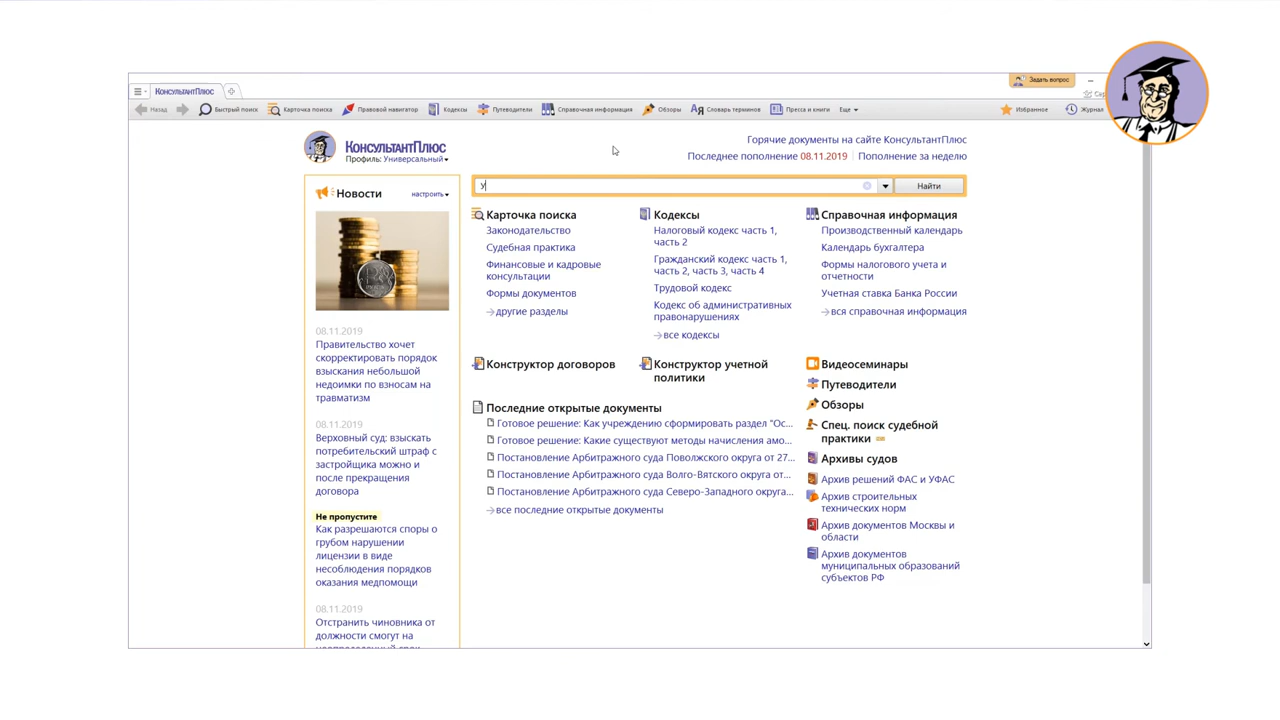 Задать вопрос
КонсультантПлюс
Назад
Быстрый поиск
Карточка поиска
Правовой навигатор
Кодексы
Путеводители
Справочная информация
Обзоры
Словарь терминов
Пресса и книги
Еще
Избранное
Журнал
КонсультантПлюс
Профиль: Универсальный
Горячие документы на сайте КонсультантПлюс
Последнее пополнение 08.11.2019 Пополнение за неделю
Новости
настроить
08.11.2019
Правительство хочет
скорректировать порядок
взыскания небольшой
недоимки по взносам на
травматизм
08.11.2019
Верховный суд: взыскать
потребительский штраф с
застройщика можно и
после прекращения
договора
Не пропустите
Как разрешаются споры о
грубом нарушении
лицензии в виде
несоблюдения порядков
оказания медпомощи
08.11.2019
Отстранить чиновника от
должности смогут на
У
Найти
Карточка поиска
Законодательство
Судебная практика
Финансовые и кадровые
консультации
Формы документов
другие разделы
Кодексы
Налоговый кодекс часть 1,
часть 2
Гражданский кодекс часть 1,
часть 2, часть 3, часть 4
Трудовой кодекс
Кодекс об административных
правонарушениях
все кодексы
Справочная информация
Производственный календарь
Календарь бухгалтера
Формы налогового учета и
отчетности
Учетная ставка Банка России
вся справочная информация
Конструктор договоров
Конструктор учетной
политики
Последние открытые документы
Готовое решение: Как учреждению сформировать раздел "Ос...
Готовое решение: Какие существуют методы начисления амо...
Постановление Арбитражного суда Поволжского округа от 27...
Постановление Арбитражного суда Волго-Вятского округа от...
Постановление Арбитражного суда Северо-Западного округа...
все последние открытые документы
Видеосеминары
Путеводители
Обзоры
Спец. поиск судебной
практики
Архивы судов
Архив решений ФАС и УФАС
Архив строительных
технических норм
Архив документов Москвы и
области
Архив документов
муниципальных образований
субъектов РФ